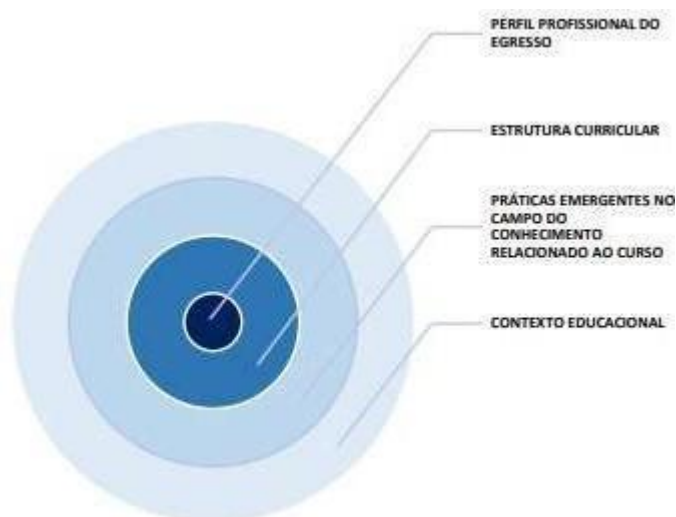 PERFIL PROFISSIONAL DO
EGRESSO
ESTRUTURA CURRICULAR
PRÁTICAS EMERGENTES NO
CAMPO DO
CONHECIMENTO
RELACIONADO AO CURSO
CONTEXTO EDUCACIONAL